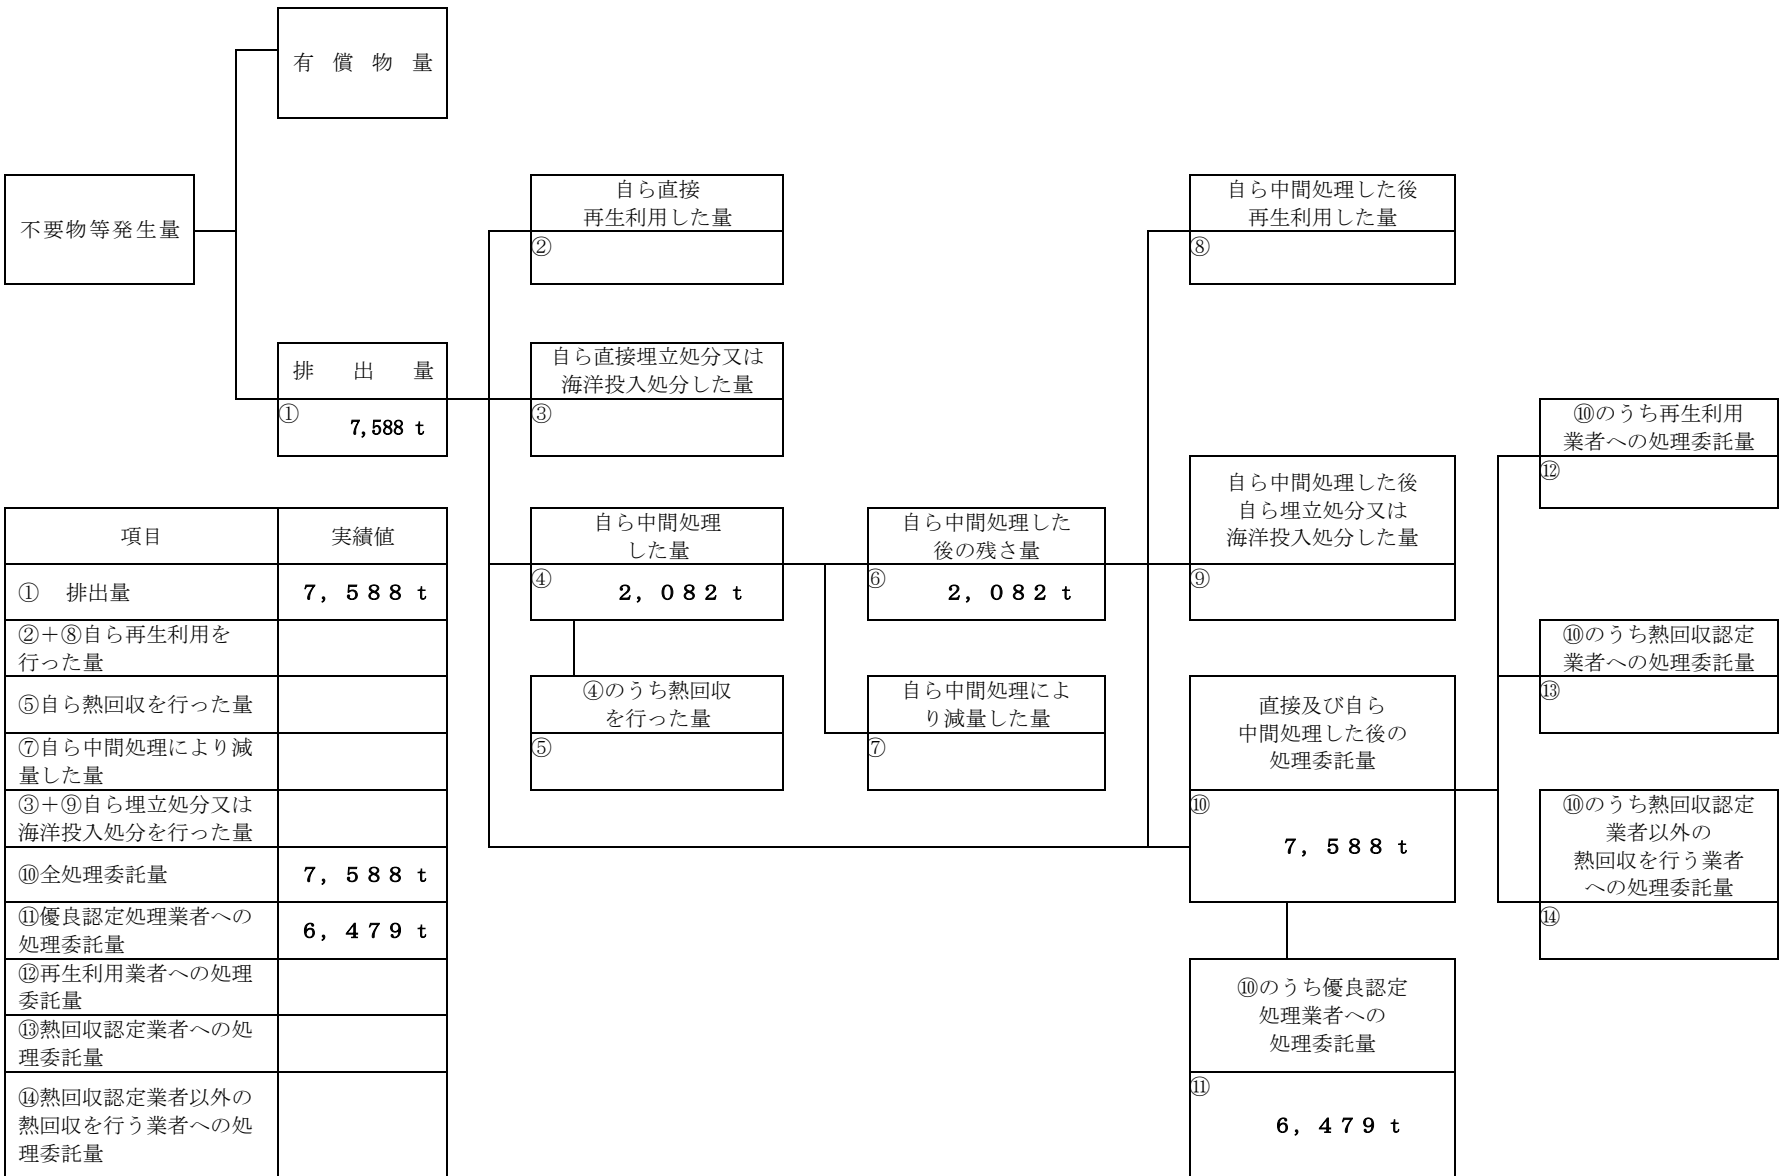 有償物量
不要物等発生量
排出量
①
7,588 t
自ら直接
再生利用した量
②
自ら直接埋立処分又は
海洋投入処分した量
③
自ら中間処理
した量
④
２，０８２ｔ
④のうち熱回収
を行った量
⑤
自ら中間処理した
後の残さ量
⑥
２，０８２ｔ
自ら中間処理によ
り減量した量
⑦
自ら中間処理した後
再生利用した量
⑧
自ら中間処理した後
自ら埋立処分又は
海洋投入処分した量
⑨
直接及び自ら
中間処理した後の
処理委託量
⑩
７，５８８ｔ
⑩のうち優良認定
処理業者への
処理委託量
⑪
６，４７９ｔ
⑩のうち再生利用
業者への処理委託量
⑫
⑩のうち熱回収認定
業者への処理委託量
⑬
⑩のうち熱回収認定
業者以外の
熱回収を行う業者
への処理委託量
⑭
項目 実績値
① 排出量 ７，５８８ｔ
②＋⑧自ら再生利用を
行った量
⑤自ら熱回収を行った量
⑦自ら中間処理により減
量した量
③＋⑨自ら埋立処分又は
海洋投入処分を行った量
⑩全処理委託量 ７，５８８ｔ
⑪優良認定処理業者への
処理委託量 ６，４７９ｔ
⑫再生利用業者への処理
委託量
⑬熱回収認定業者への処
理委託量
⑭熱回収認定業者以外の
熱回収を行う業者への処
理委託量